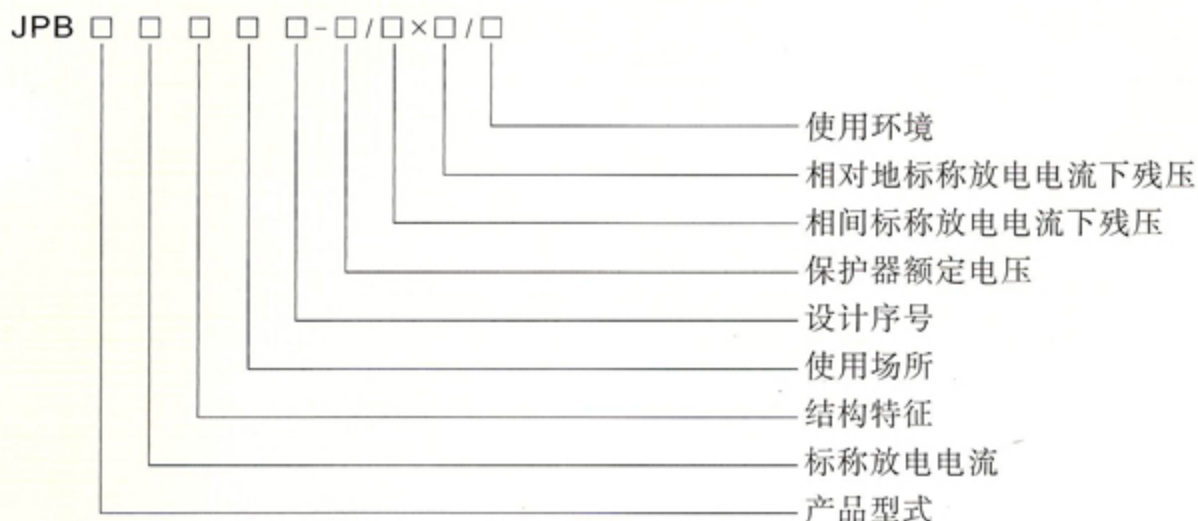 JPB □ □ □ □ □-□/□×□/□
使用环境
相对地标称放电电流下残压
相间标称放电电流下残压
保护器额定电压
设计序号
使用场所
结构特征
标称放电电流
产品型式